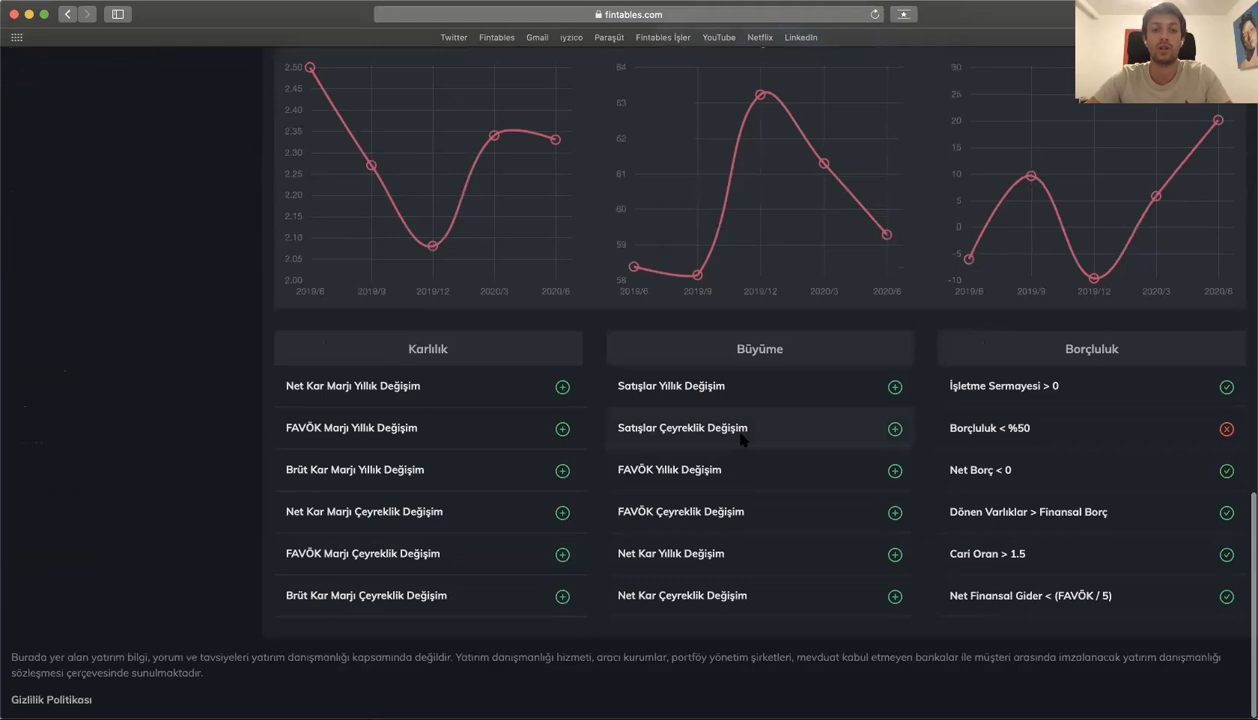 fintables.com
Twitter Fintables Gmail iyzico Paraşüt Fintables İşler YouTube Netflix LinkedIn
2.50
2.45
2.40
2.35
2.30
2.25
2.20
2.15
2.10
2.05
2.00
2019/6 2019/9 2019/12 2020/3 2020/6
64
63
62
61
60
59
58
2019/6 2019/9 2019/12 2020/3 2020/6
30
25
20
15
10
5
0
-5
-10
2019/6 2019/9 2019/12 2020/3 2020/6
Karlılık
Net Kar Marjı Yıllık Değişim
FAVÖK Marjı Yıllık Değişim
Brüt Kar Marjı Yıllık Değişim
Net Kar Marjı Çeyreklik Değişim
FAVÖK Marjı Çeyreklik Değişim
Brüt Kar Marjı Çeyreklik Değişim
Büyüme
Satışlar Yıllık Değişim
Satışlar Çeyreklik Değişim
FAVÖK Yıllık Değişim
FAVÖK Çeyreklik Değişim
Net Kar Yıllık Değişim
Net Kar Çeyreklik Değişim
Borçluluk
İşletme Sermayesi > 0
Borçluluk < %50
Net Borç < 0
Dönen Varlıklar > Finansal Borç
Cari Oran > 1.5
Net Finansal Gider < (FAVÖK / 5)
Burada yer alan yatırım bilgi, yorum ve tavsiyeleri yatırım danışmanlığı kapsamında değildir. Yatırım danışmanlığı hizmeti, aracı kurumlar, portföy yönetim şirketleri, mevduat kabul etmeyen bankalar ile müşteri arasında imzalanacak yatırım danışmanlığı
sözleşmesi çerçevesinde sunulmaktadır.
Gizlilik Politikası